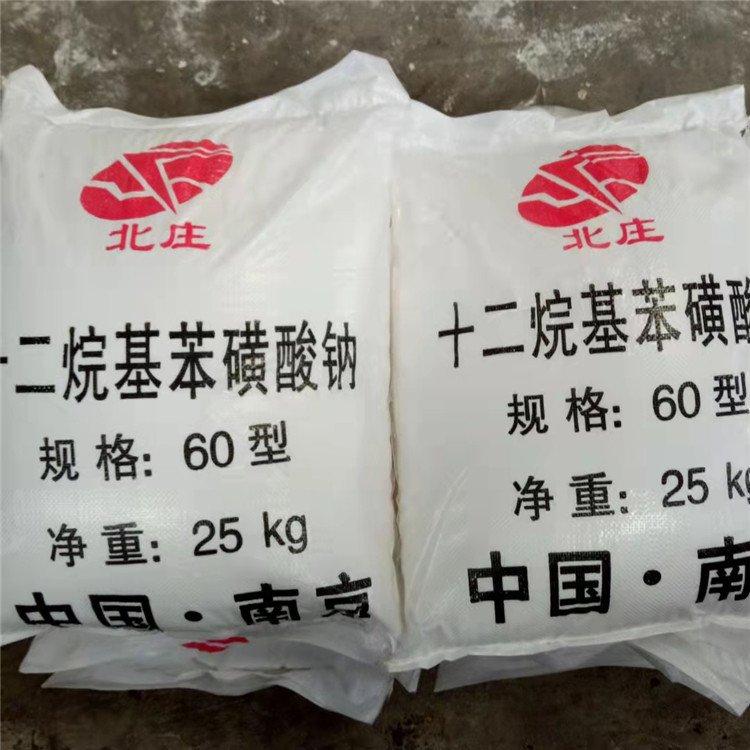 北庄
十二烷基苯磺酸钠
规格：60型
净重：25 kg
中国·南京
北庄
十二烷基苯磺酸
规格：60型
净重：25 kg
中国·南